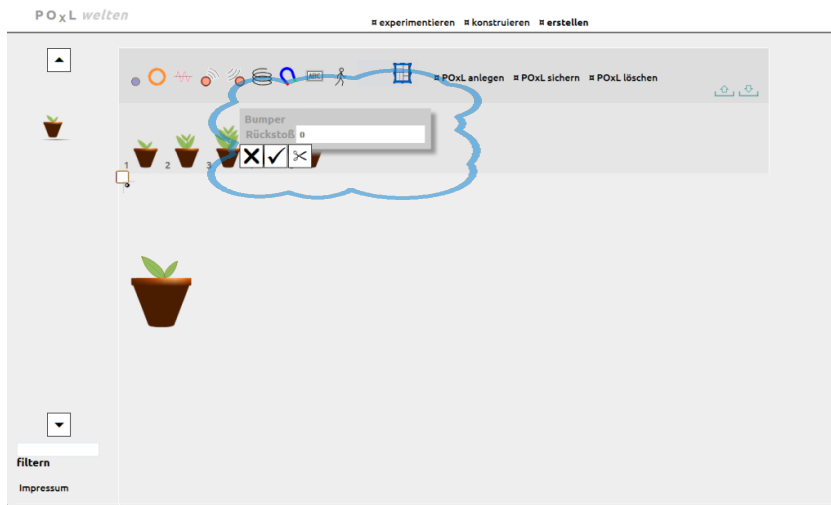 POXL welten
¤ experimentieren ¤ konstruieren ¤ erstellen
ABC
¤ POxL anlegen ¤ POxL sichern ¤ POxL löschen
Bumper
Rückstoß 0
1 2 3
filtern
Impressum